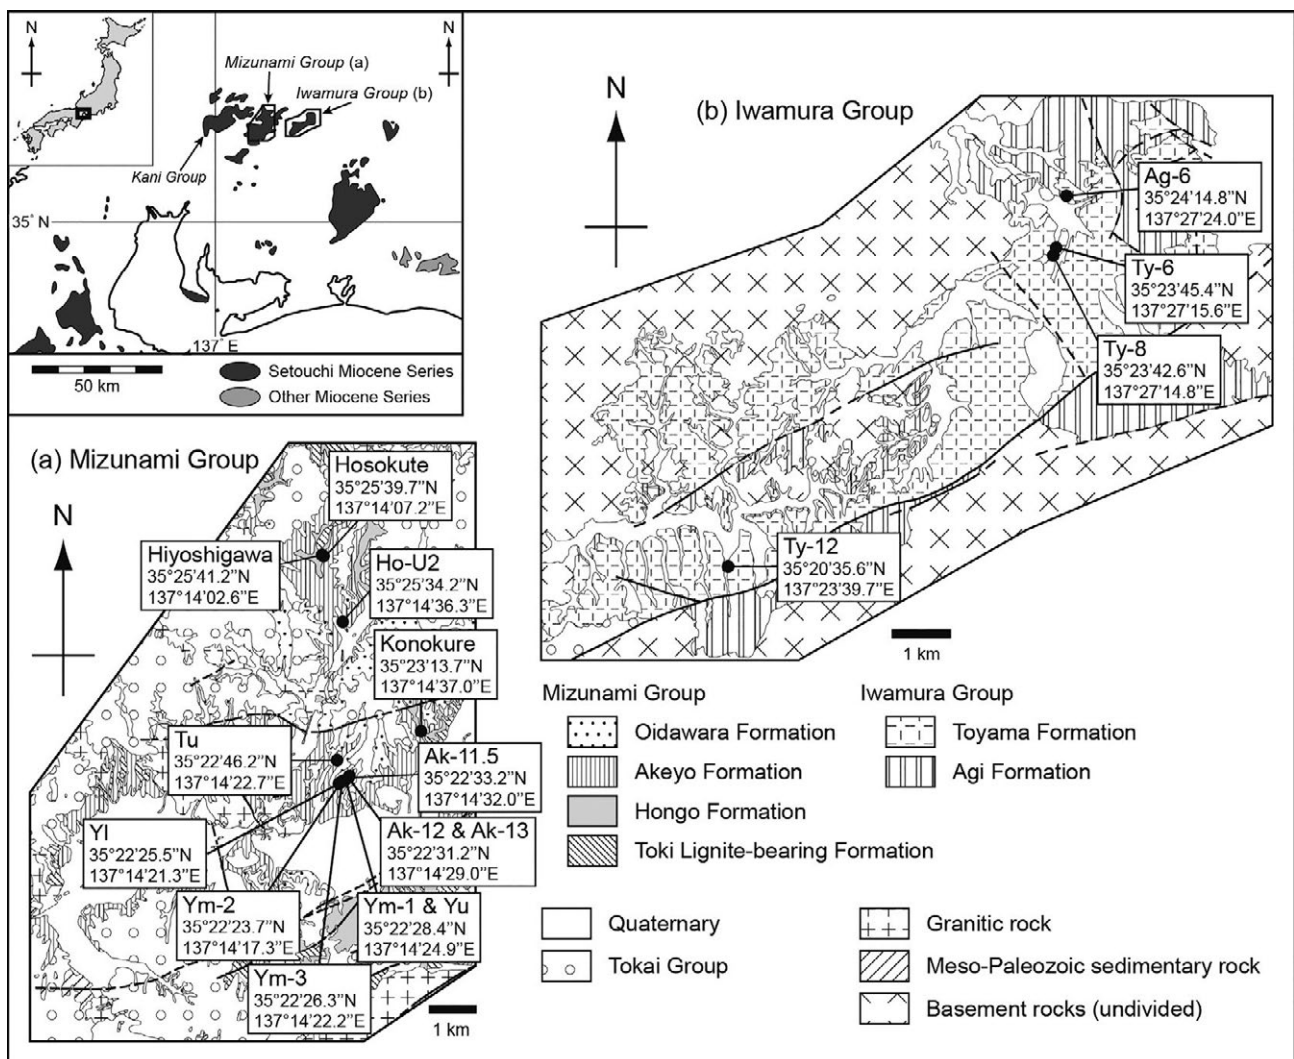 N
N
Mizunami Group (a)
Iwamura Group (b)
Kani Group
35° N
137° E
50 km
Setouchi Miocene Series
Other Miocene Series
(b) Iwamura Group
N
Ag-6
35°24'14.8"N
137°27'24.0"E
Ty-6
35°23'45.4"N
137°27'15.6"E
Ty-8
35°23'42.6"N
137°27'14.8"E
Ty-12
35°20'35.6"N
137°23'39.7"E
1 km
(a) Mizunami Group
N
Hosokute
35°25'39.7"N
137°14'07.2"E
Hiyoshigawa
35°25'41.2"N
137°14'02.6"E
Ho-U2
35°25'34.2"N
137°14'36.3"E
Konokure
35°23'13.7"N
137°14'37.0"E
Tu
35°22'46.2"N
137°14'22.7"E
Ak-11.5
35°22'33.2"N
137°14'32.0"E
YI
35°22'25.5"N
137°14'21.3"E
Ak-12 & Ak-13
35°22'31.2"N
137°14'29.0"E
Ym-2
35°22'23.7"N
137°14'17.3"E
Ym-1 & Yu
35°22'28.4"N
137°14'24.9"E
Ym-3
35°22'26.3"N
137°14'22.2"E
1 km
Mizunami Group
Oidawara Formation
Akeyo Formation
Hongo Formation
Toki Lignite-bearing Formation
Iwamura Group
Toyama Formation
Agi Formation
Quaternary
Tokai Group
Granitic rock
Meso-Paleozoic sedimentary rock
Basement rocks (undivided)